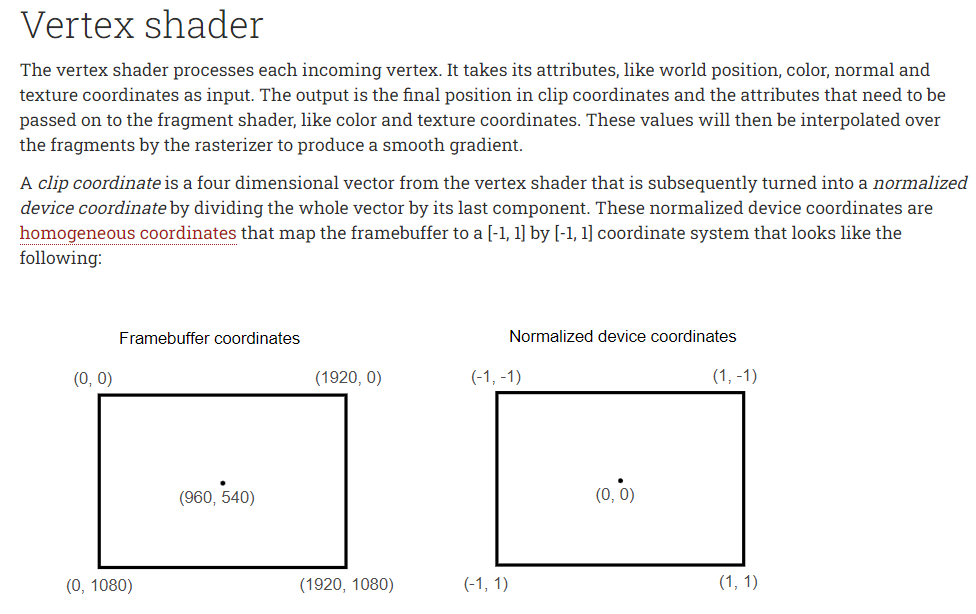 Vertex shader
The vertex shader processes each incoming vertex. It takes its attributes, like world position, color, normal and
texture coordinates as input. The output is the final position in clip coordinates and the attributes that need to be
passed on to the fragment shader, like color and texture coordinates. These values will then be interpolated over
the fragments by the rasterizer to produce a smooth gradient.
A clip coordinate is a four dimensional vector from the vertex shader that is subsequently turned into a normalized
device coordinate by dividing the whole vector by its last component. These normalized device coordinates are
homogeneous coordinates that map the framebuffer to a [-1, 1] by [-1, 1] coordinate system that looks like the
following:
Framebuffer coordinates
(0, 0)
(1920, 0)
(960, 540)
(0, 1080)
(1920, 1080)
Normalized device coordinates
(-1, -1)
(1, -1)
(0, 0)
(-1, 1)
(1, 1)